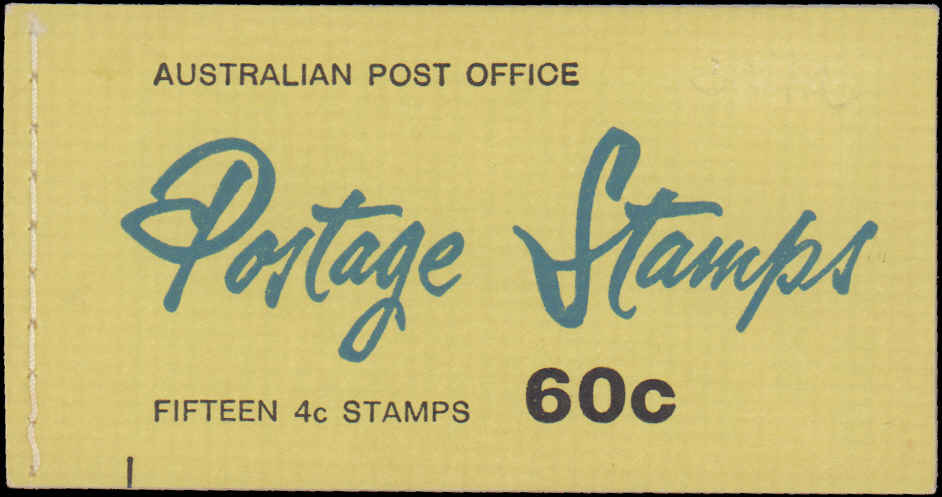 AUSTRALIAN POST OFFICE
Postage Stamps
FIFTEEN 4c STAMPS 60c